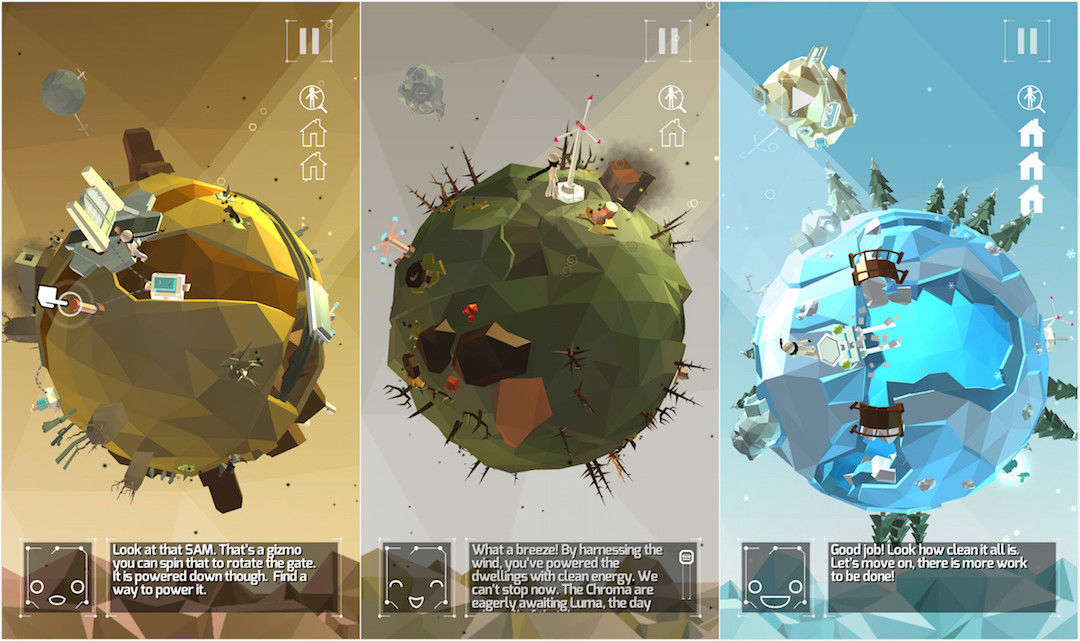 Look at that SAM. That's a gizmo
you can spin that to rotate the gate.
It is powered down though. Find a
way to power it.
What a breeze! By harnessing the
wind, you've powered the
dwellings with clean energy. We
can't stop now. The Chroma are
eagerly awaiting Luma, the day
Good job! Look how clean it all is.
Let's move on, there is more work
to be done!